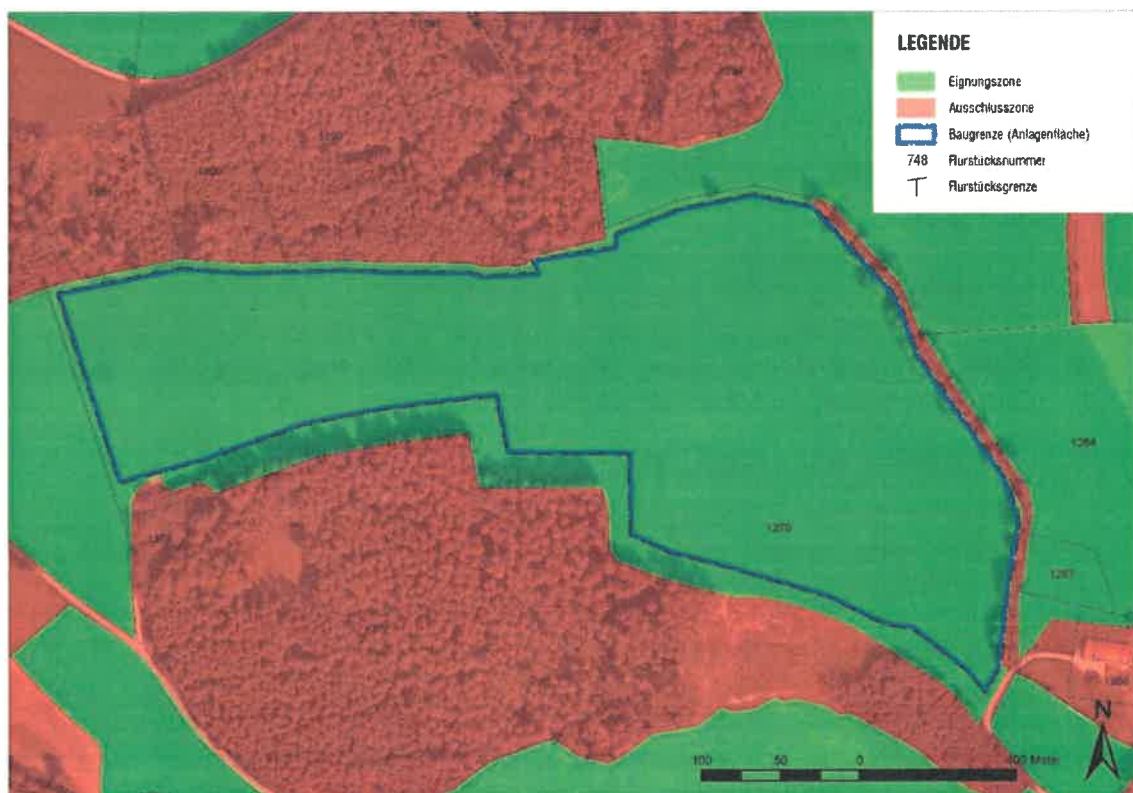 LEGENDE
Eignungszone
Ausschlusszone
Baugrenze (Anlagenfläche)
748 Flurstücksnummer
Flurstücksgrenze
1264
1270
1267
100 50 0 100 Meter
N